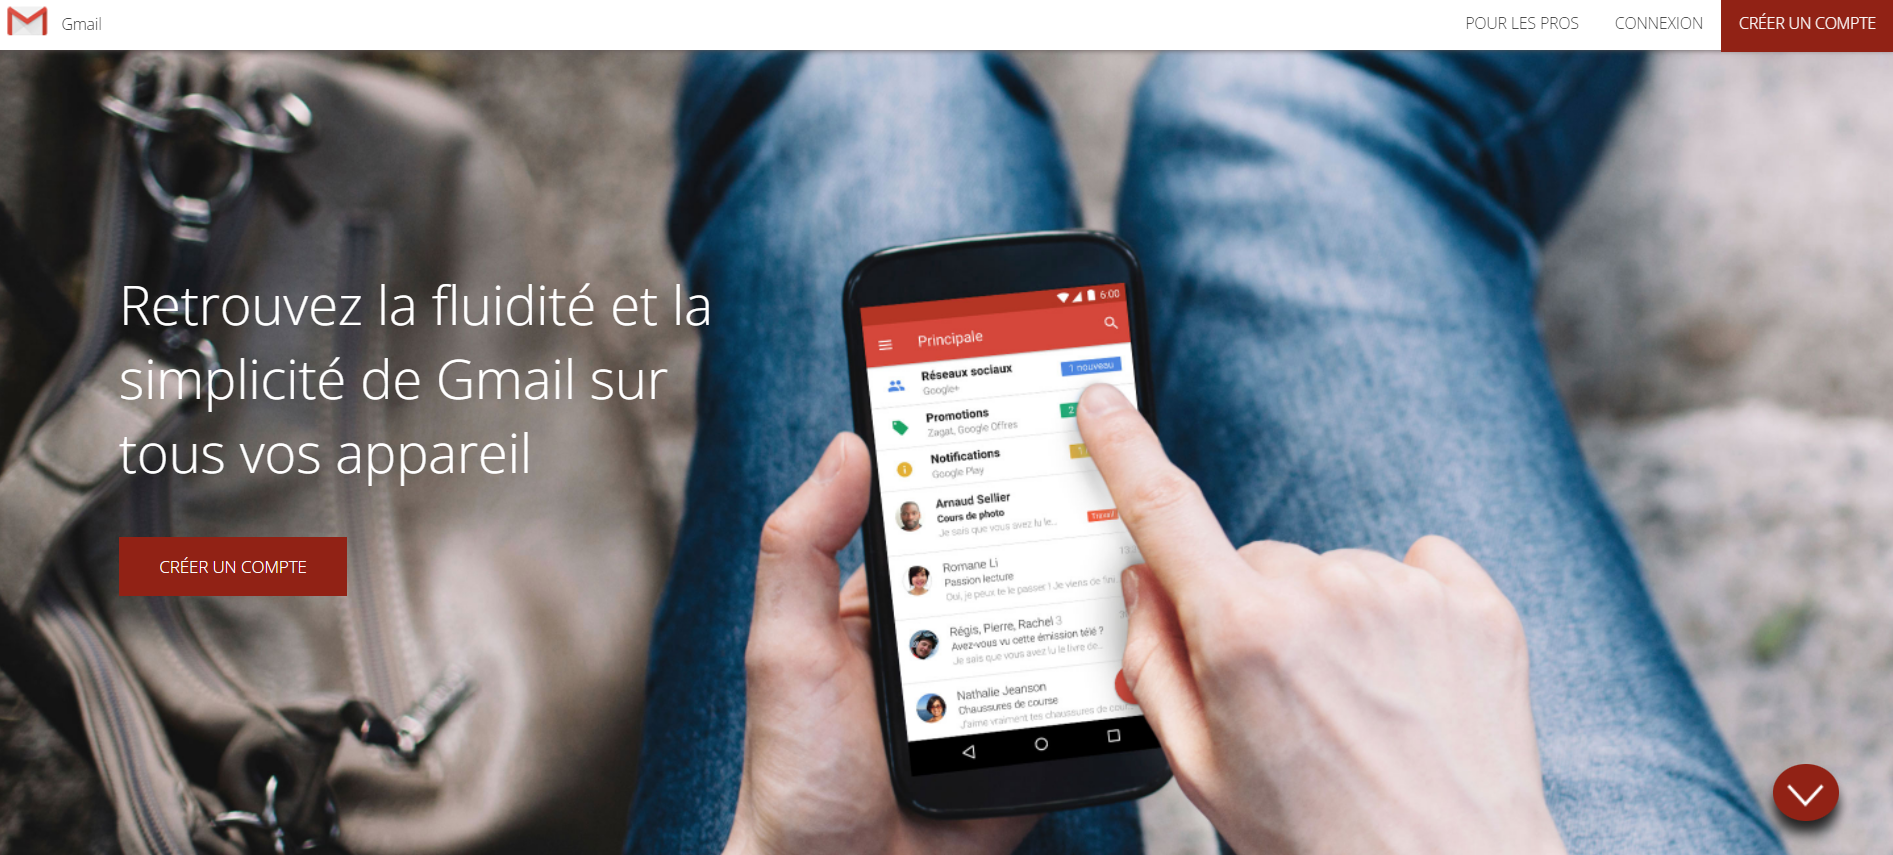 Gmail
POUR LES PROS
CONNEXION
CRÉER UN COMPTE
Retrouvez la fluidité et la
simplicité de Gmail sur
tous vos appareil
CRÉER UN COMPTE
6:00
Principale
Réseaux sociaux
1 nouveau
Google+
Promotions
2
Zagat, Google Offres
Notifications
1
Google Play
Arnaud Sellier
Cours de photo
Travail
Je sais que vous avez lu le...
Romane Li
Passion lecture
Oui, je peux te le passer ! Je viens de fini
Régis, Pierre, Rachel 3
Avez-vous vu cette émission télé ?
Je sais que vous avez lu le livre de...
Nathalie Jeanson
Chaussures de course
J'aime vraiment tes chaussures de